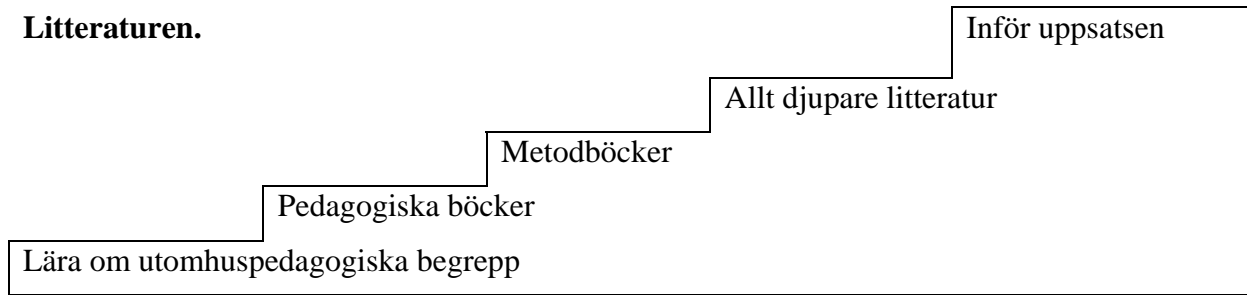 Litteraturen.
Inför uppsatsen
Allt djupare litteratur
Metodböcker
Pedagogiska böcker
Lära om utomhuspedagogiska begrepp